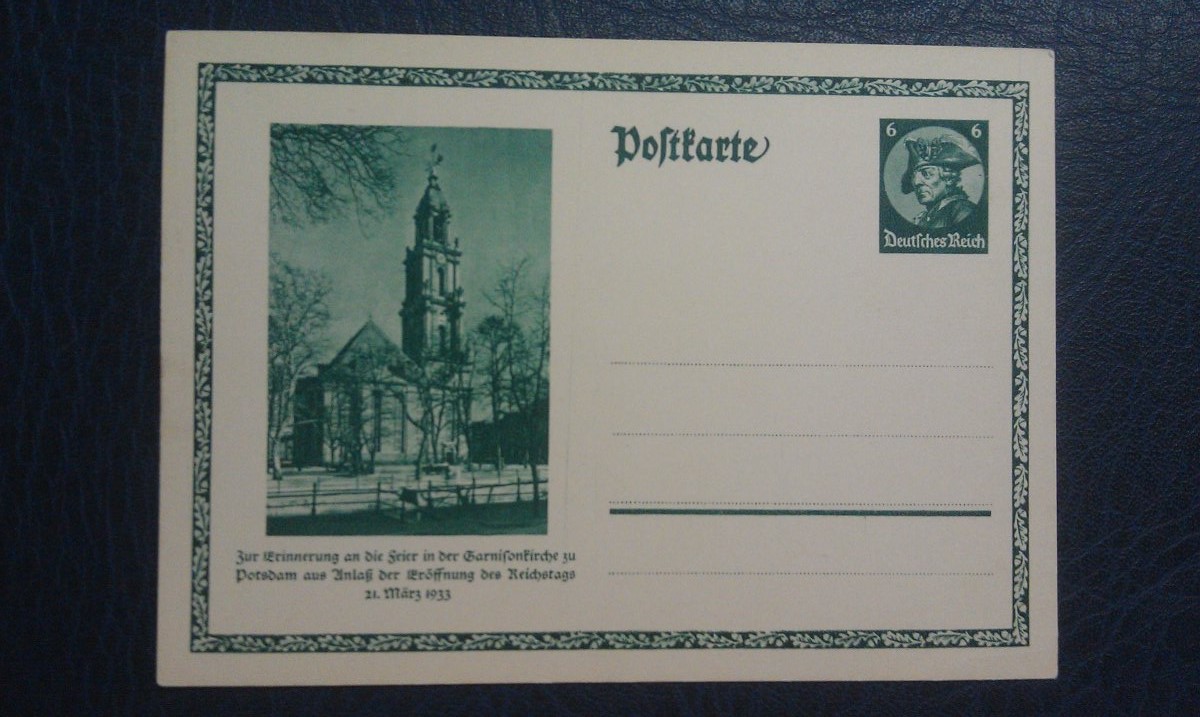 Postkarte
6 6
Deutsches Reich
Zur Erinnerung an die Feier in der Garnisonkirche zu
Potsdam aus Anlaß der Eröffnung des Reichstags
21. März 1933